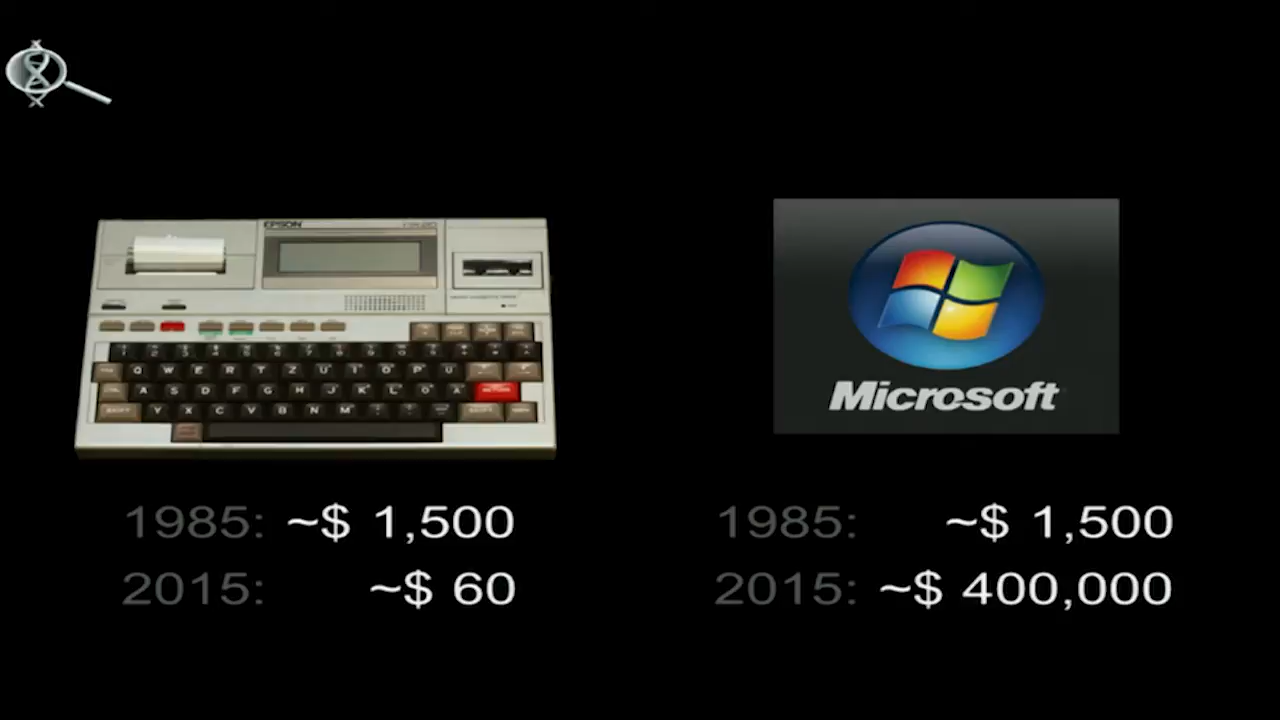 EPSON
Q W E R T Z U I O P Ü
A S D F G H J K L Ö Ä
Y X C V B N M
Microsoft
1985: ~$ 1,500
2015: ~$ 60
1985: ~$ 1,500
2015: ~$ 400,000